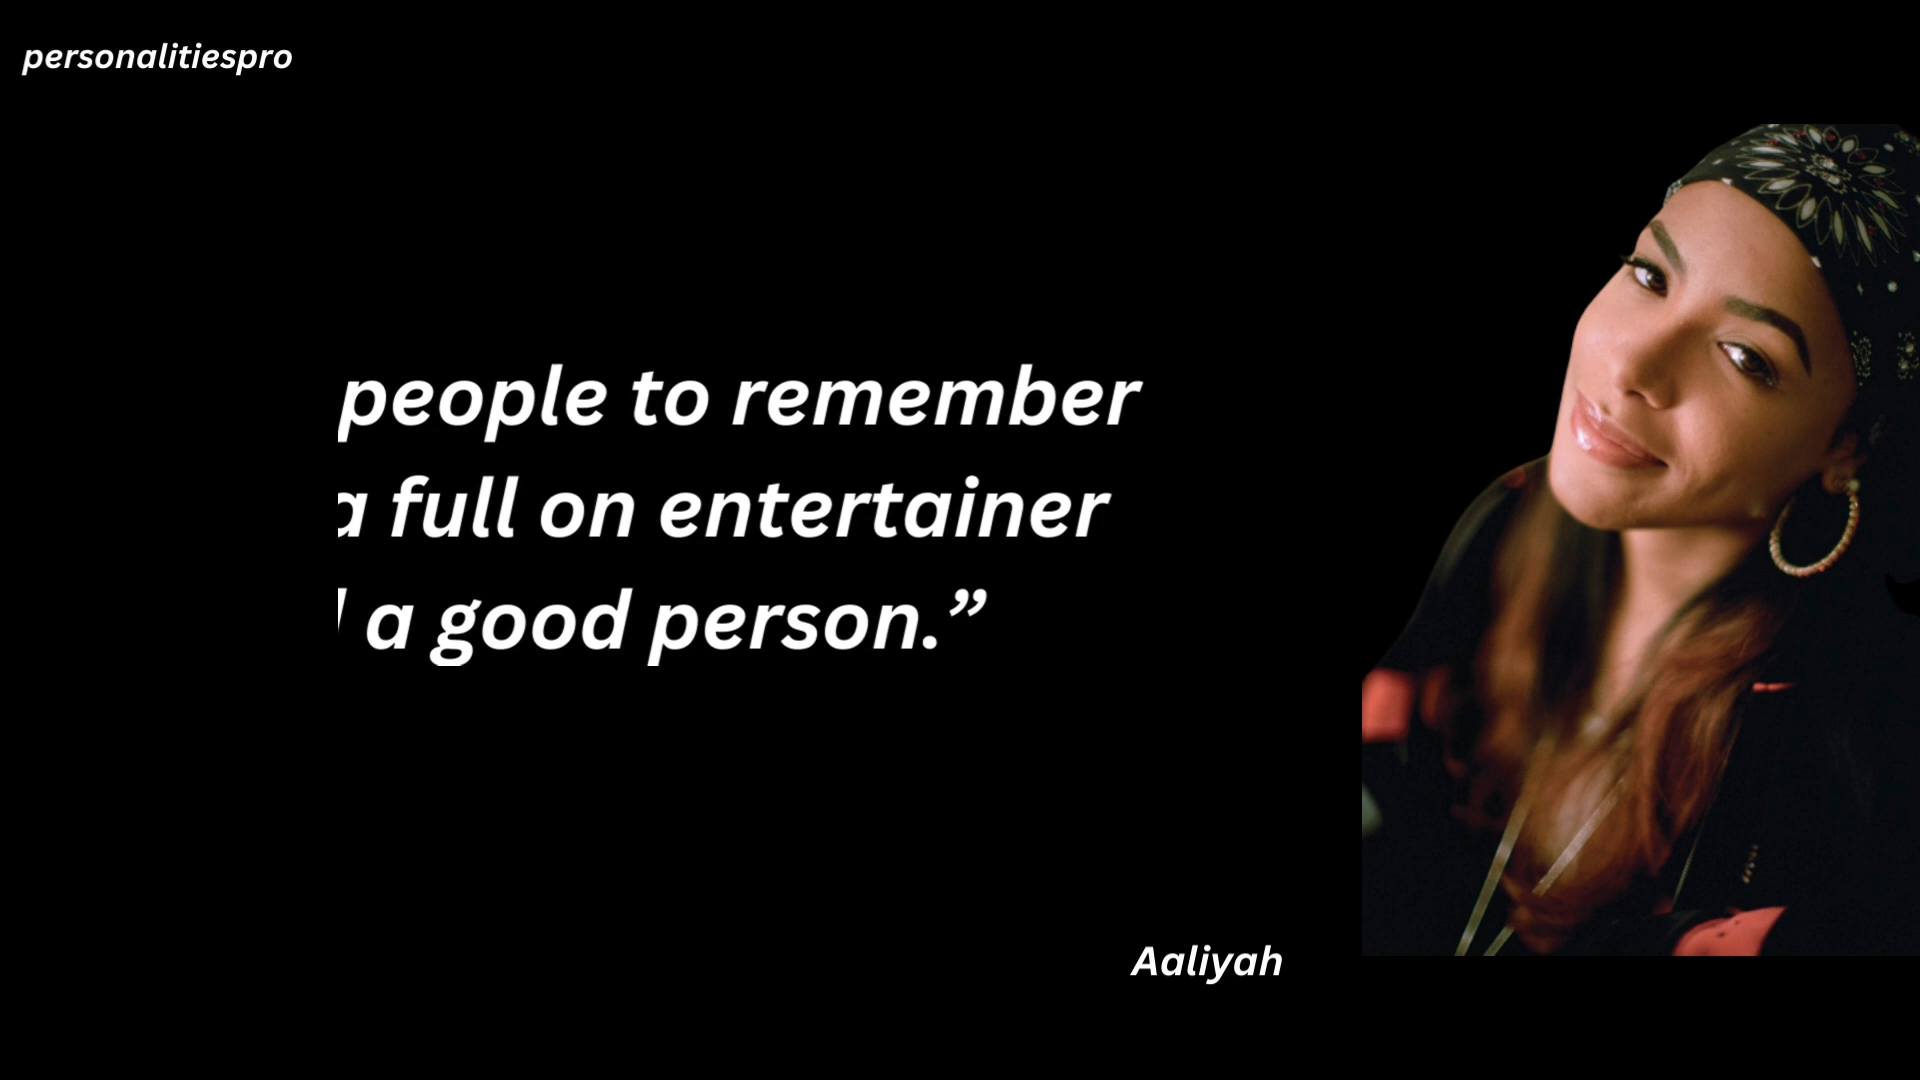 personalitiespro
people to remember
a full on entertainer
a good person.”
Aaliyah